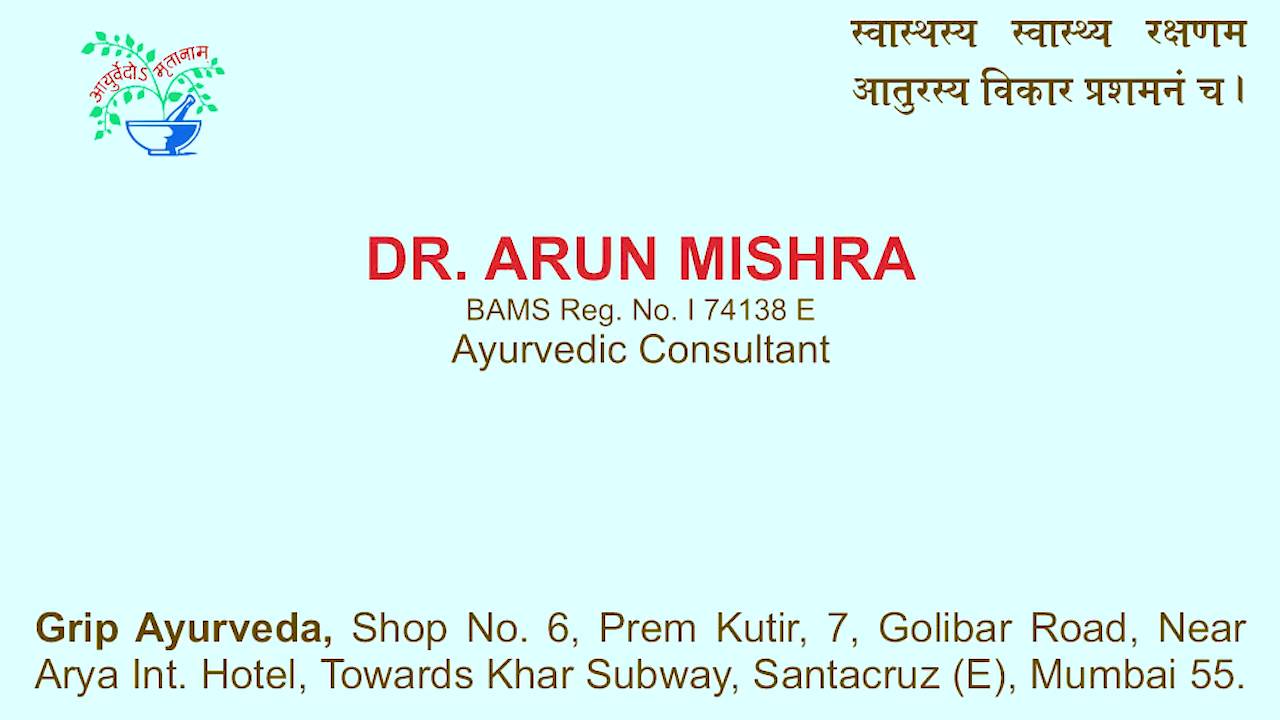 आयुर्वेदोऽमृतानाम्
स्वास्थस्य स्वास्थ्य रक्षणम
आतुरस्य विकार प्रशमनं च ।
DR. ARUN MISHRA
BAMS Reg. No. I 74138 E
Ayurvedic Consultant
Grip Ayurveda, Shop No. 6, Prem Kutir, 7, Golibar Road, Near
Arya Int. Hotel, Towards Khar Subway, Santacruz (E), Mumbai 55.